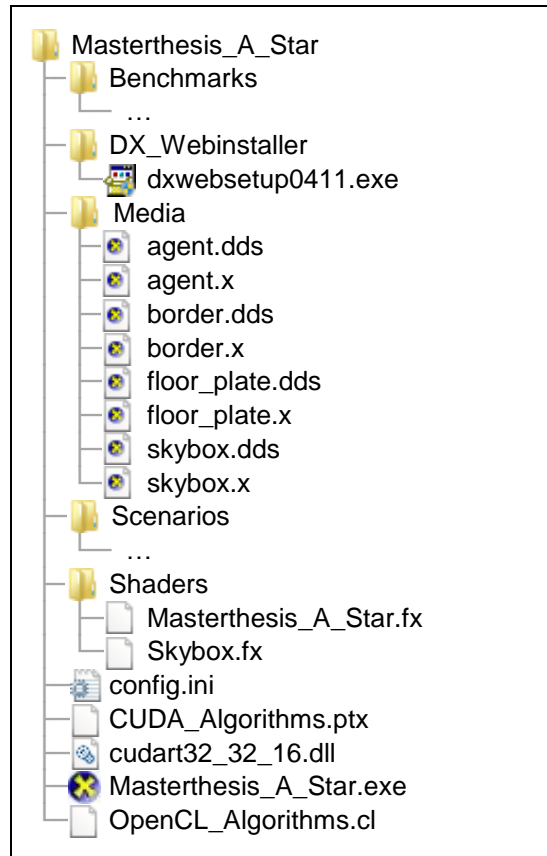 Masterthesis_A_Star
Benchmarks
…
DX_Webinstaller
dxwebsetup0411.exe
Media
agent.dds
agent.x
border.dds
border.x
floor_plate.dds
floor_plate.x
skybox.dds
skybox.x
Scenarios
…
Shaders
Masterthesis_A_Star.fx
Skybox.fx
config.ini
CUDA_Algorithms.ptx
cudart32_32_16.dll
Masterthesis_A_Star.exe
OpenCL_Algorithms.cl